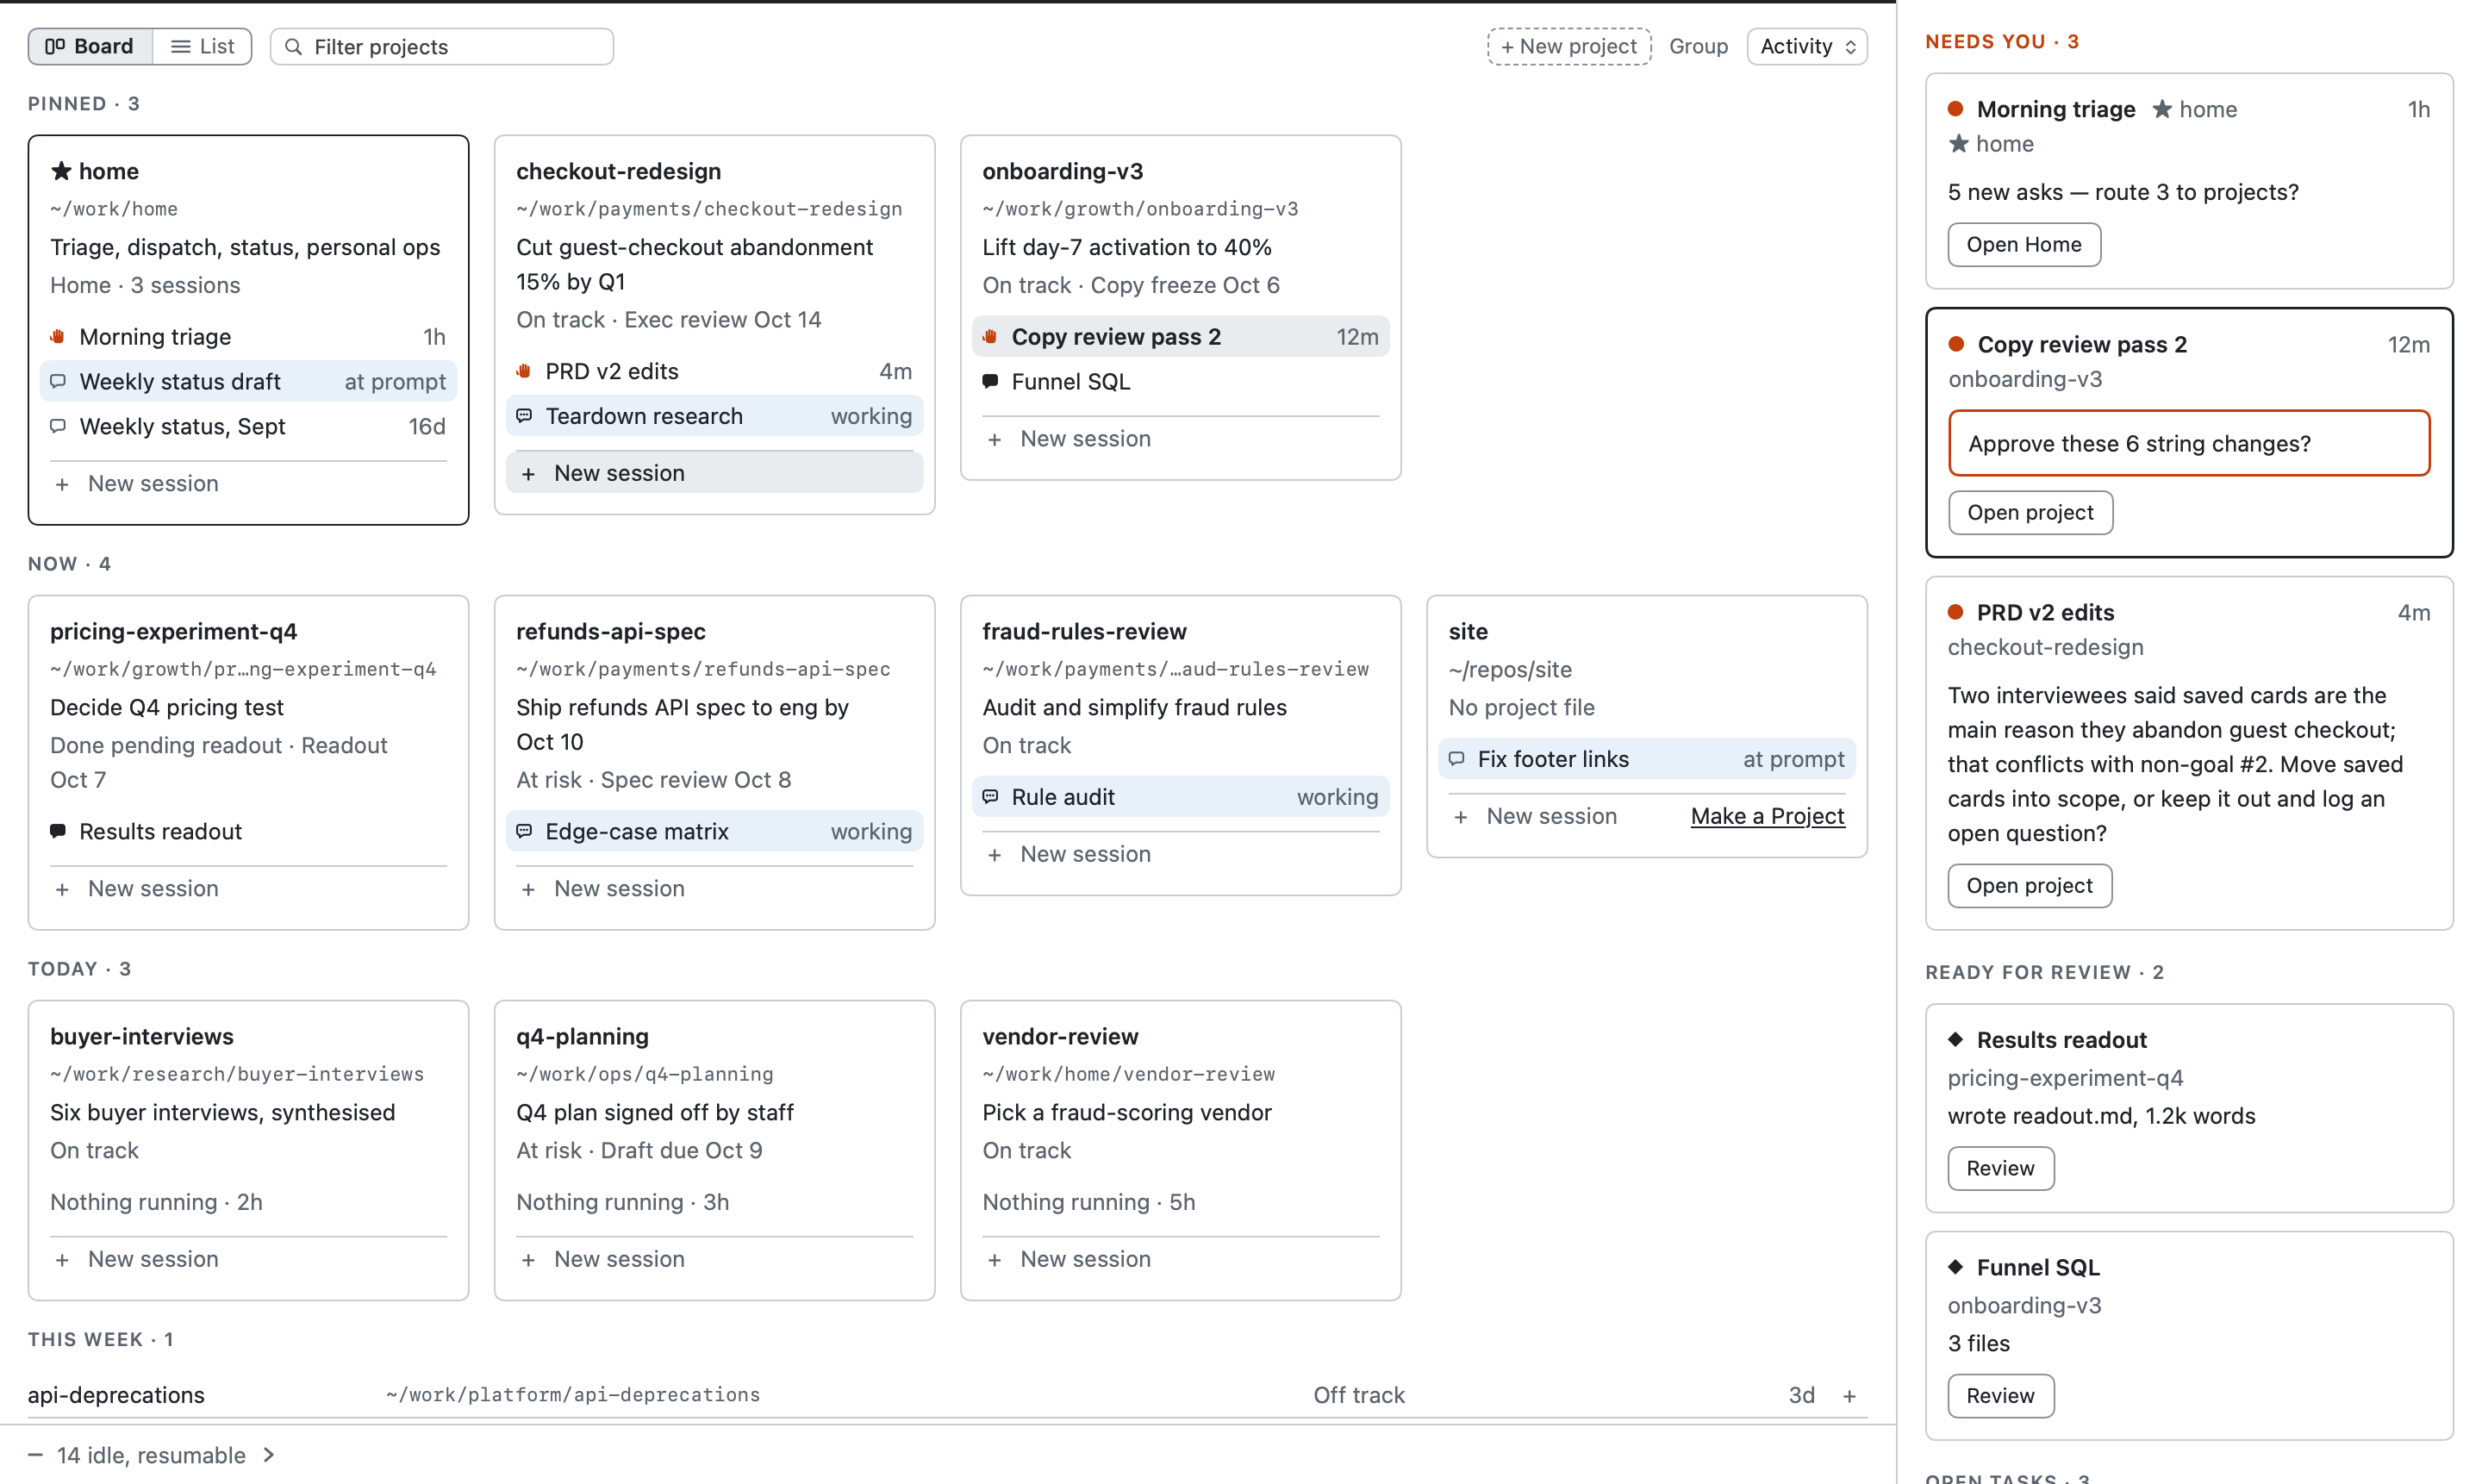 Board
List
Filter projects
+ New project
Group
Activity
PINNED · 3
★ home
~/work/home
Triage, dispatch, status, personal ops
Home · 3 sessions
Morning triage 1h
Weekly status draft at prompt
Weekly status, Sept 16d
+ New session
checkout-redesign
~/work/payments/checkout-redesign
Cut guest-checkout abandonment
15% by Q1
On track · Exec review Oct 14
PRD v2 edits 4m
Teardown research working
+ New session
onboarding-v3
~/work/growth/onboarding-v3
Lift day-7 activation to 40%
On track · Copy freeze Oct 6
Copy review pass 2 12m
Funnel SQL
+ New session
NOW · 4
pricing-experiment-q4
~/work/growth/pr…ng-experiment-q4
Decide Q4 pricing test
Done pending readout · Readout
Oct 7
Results readout
+ New session
refunds-api-spec
~/work/payments/refunds-api-spec
Ship refunds API spec to eng by
Oct 10
At risk · Spec review Oct 8
Edge-case matrix working
+ New session
fraud-rules-review
~/work/payments/…aud-rules-review
Audit and simplify fraud rules
On track
Rule audit working
+ New session
site
~/repos/site
No project file
Fix footer links at prompt
+ New session Make a Project
TODAY · 3
buyer-interviews
~/work/research/buyer-interviews
Six buyer interviews, synthesised
On track
Nothing running · 2h
+ New session
q4-planning
~/work/ops/q4-planning
Q4 plan signed off by staff
At risk · Draft due Oct 9
Nothing running · 3h
+ New session
vendor-review
~/work/home/vendor-review
Pick a fraud-scoring vendor
On track
Nothing running · 5h
+ New session
THIS WEEK · 1
api-deprecations ~/work/platform/api-deprecations Off track 3d +
14 idle, resumable
NEEDS YOU · 3
Morning triage ★ home 1h
★ home
5 new asks — route 3 to projects?
Open Home
Copy review pass 2 12m
onboarding-v3
Approve these 6 string changes?
Open project
PRD v2 edits 4m
checkout-redesign
Two interviewees said saved cards are the
main reason they abandon guest checkout;
that conflicts with non-goal #2. Move saved
cards into scope, or keep it out and log an
open question?
Open project
READY FOR REVIEW · 2
Results readout
pricing-experiment-q4
wrote readout.md, 1.2k words
Review
Funnel SQL
onboarding-v3
3 files
Review
OPEN TASKS · 3